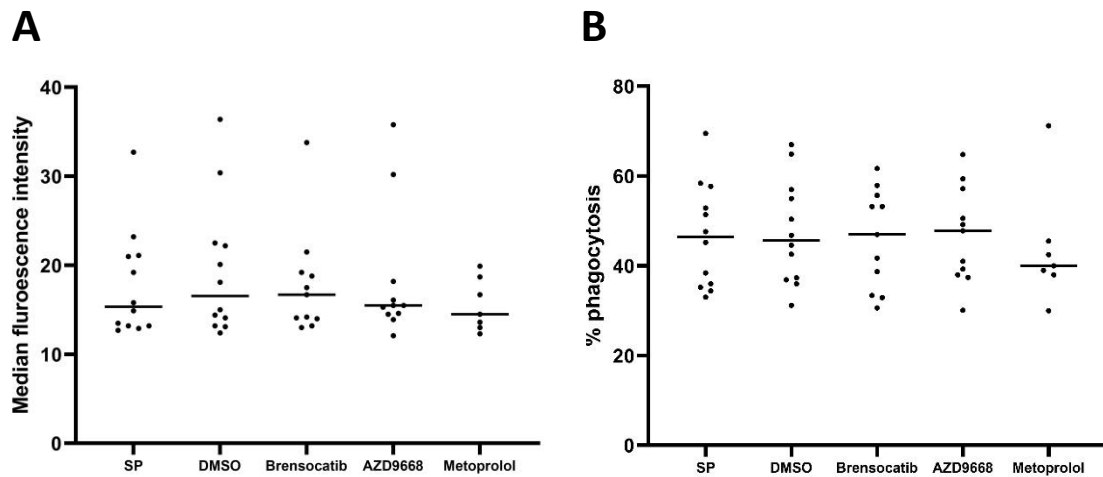 A
Median fluroescence intensity
40
30
20
10
0
SP DMSO Brensocatib AZD9668 Metoprolol
B
% phagocytosis
80
60
40
20
0
SP DMSO Brensocatib AZD9668 Metoprolol